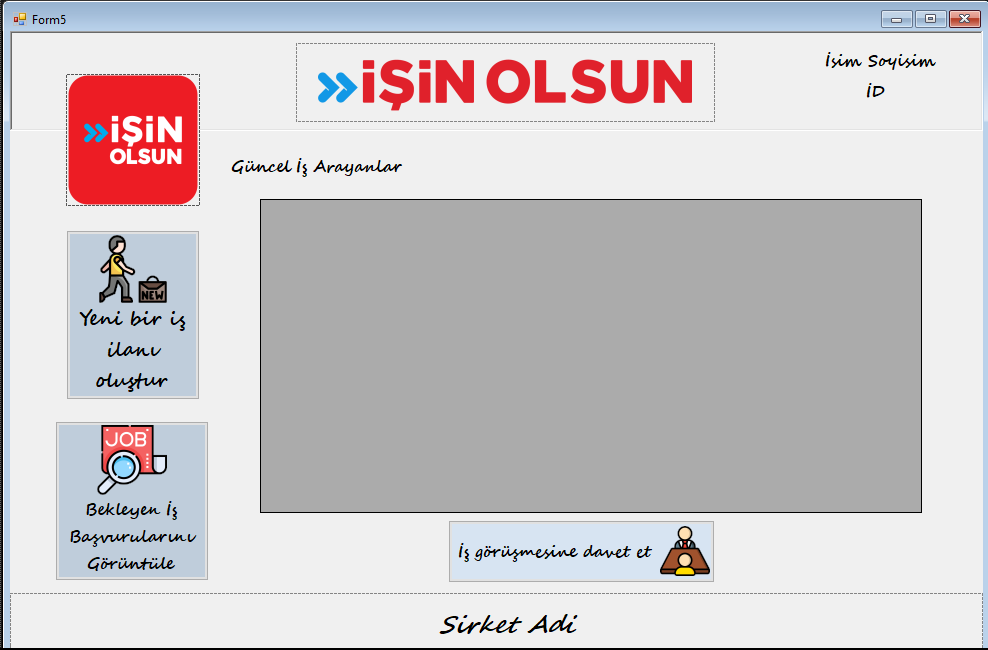 Form5
İŞİN OLSUN
İsim Soyisim
İD
İŞİN
OLSUN
Güncel İş Arayanlar
NEW
Yeni bir iş
ilanı
oluştur
JOB
Bekleyen İş
Başvurularını
Görüntüle
İş görüşmesine davet et
Sirket Adi